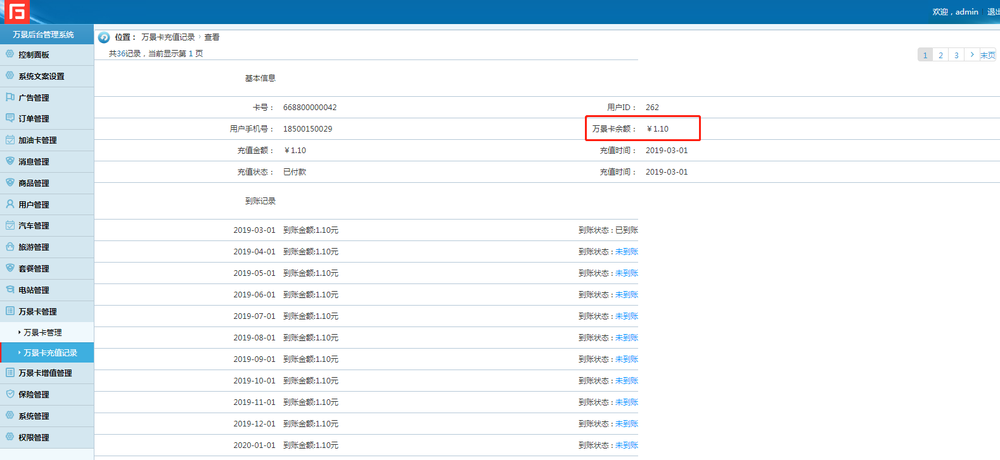 欢迎，admin
万景后台管理系统
控制面板
系统文案设置
广告管理
订单管理
加油卡管理
消息管理
商品管理
用户管理
汽车管理
旅游管理
套餐管理
电站管理
万景卡管理
万景卡管理
万景卡充值记录
万景卡增值管理
保险管理
系统管理
权限管理
位置： 万景卡充值记录 › 查看
共36记录，当前显示第 1 页
1 2 3 > 末页
基本信息
卡号： 668800000042 用户ID： 262
用户手机号： 18500150029 万景卡余额： ￥1.10
充值金额： ￥1.10 充值时间： 2019-03-01
充值状态： 已付款 充值时间： 2019-03-01
到账记录
2019-03-01 到账金额:1.10元 到账状态：已到账
2019-04-01 到账金额:1.10元 到账状态：未到账
2019-05-01 到账金额:1.10元 到账状态：未到账
2019-06-01 到账金额:1.10元 到账状态：未到账
2019-07-01 到账金额:1.10元 到账状态：未到账
2019-08-01 到账金额:1.10元 到账状态：未到账
2019-09-01 到账金额:1.10元 到账状态：未到账
2019-10-01 到账金额:1.10元 到账状态：未到账
2019-11-01 到账金额:1.10元 到账状态：未到账
2019-12-01 到账金额:1.10元 到账状态：未到账
2020-01-01 到账金额:1.10元 到账状态：未到账